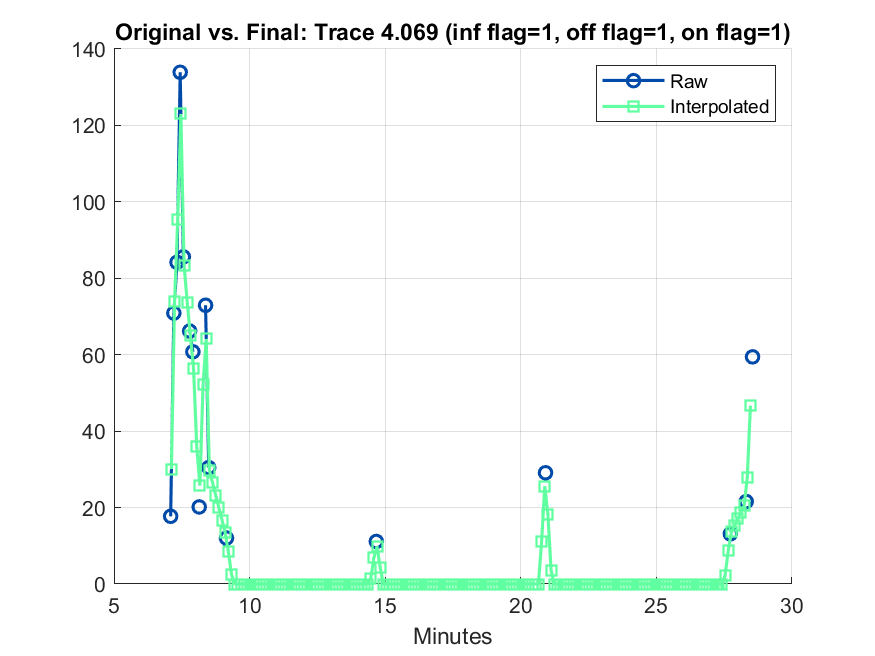 Original vs. Final: Trace 4.069 (inf flag=1, off flag=1, on flag=1)
140
120
100
80
60
40
20
0
Raw
Interpolated
5 10 15 20 25 30
Minutes